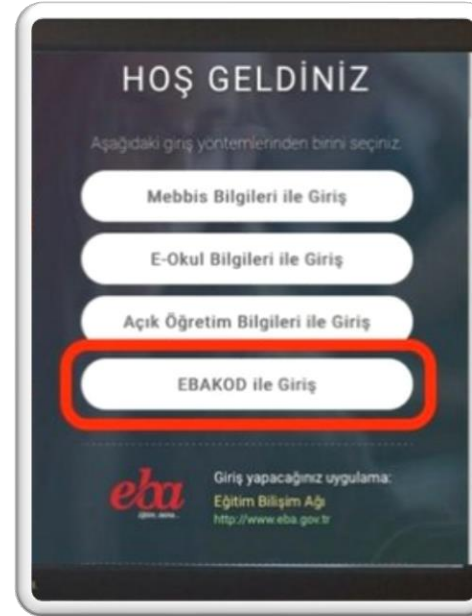 HOŞ GELDİNİZ
Aşağıdaki giriş yöntemlerinden birini seçiniz.
Mebbis Bilgileri ile Giriş
E-Okul Bilgileri ile Giriş
Açık Öğretim Bilgileri ile Giriş
EBAKOD ile Giriş
eba
Giriş yapacağınız uygulama:
Eğitim Bilişim Ağı
http://www.eba.gov.tr